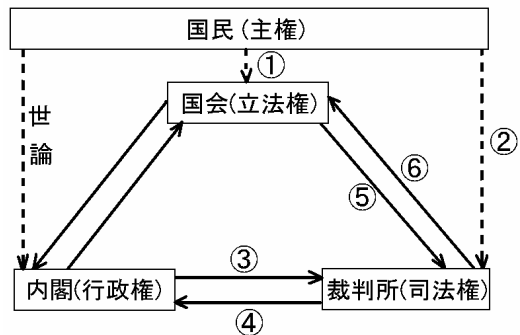 国民(主権)
①
国会(立法権)
世論
②
⑥
⑤
③
内閣(行政権)
裁判所(司法権)
④